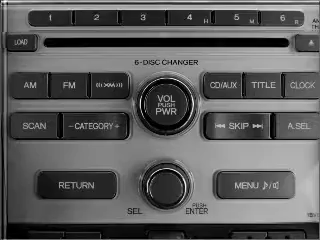 1 2 3 4 H 5 M 6 R
LOAD
6-DISC CHANGER
AM FM XM CD/AUX TITLE CLOCK
VOL
PUSH
PWR
SCAN -CATEGORY+ SKIP A.SEL
RETURN MENU
SEL PUSH
ENTER